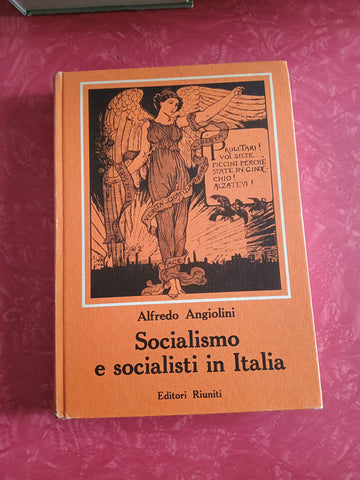 PROLETARI!
VOI SIETE
PICCINI PERCHÈ
STATE IN GINOC-
CHIO!
ALZATEVI!
Alfredo Angiolini
Socialismo
e socialisti in Italia
Editori Riuniti